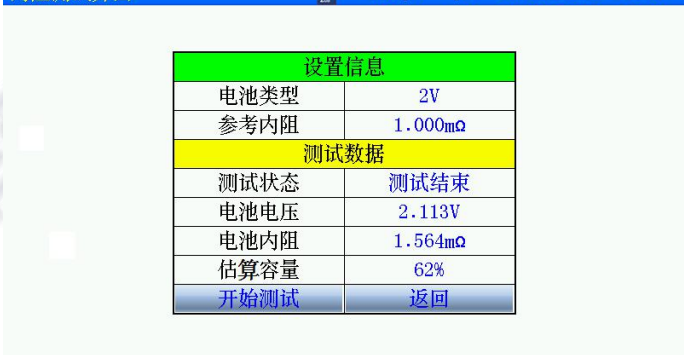 设置信息
电池类型 2V
参考内阻 1.000mΩ
测试数据
测试状态 测试结束
电池电压 2.113V
电池内阻 1.564mΩ
估算容量 62%
开始测试 返回